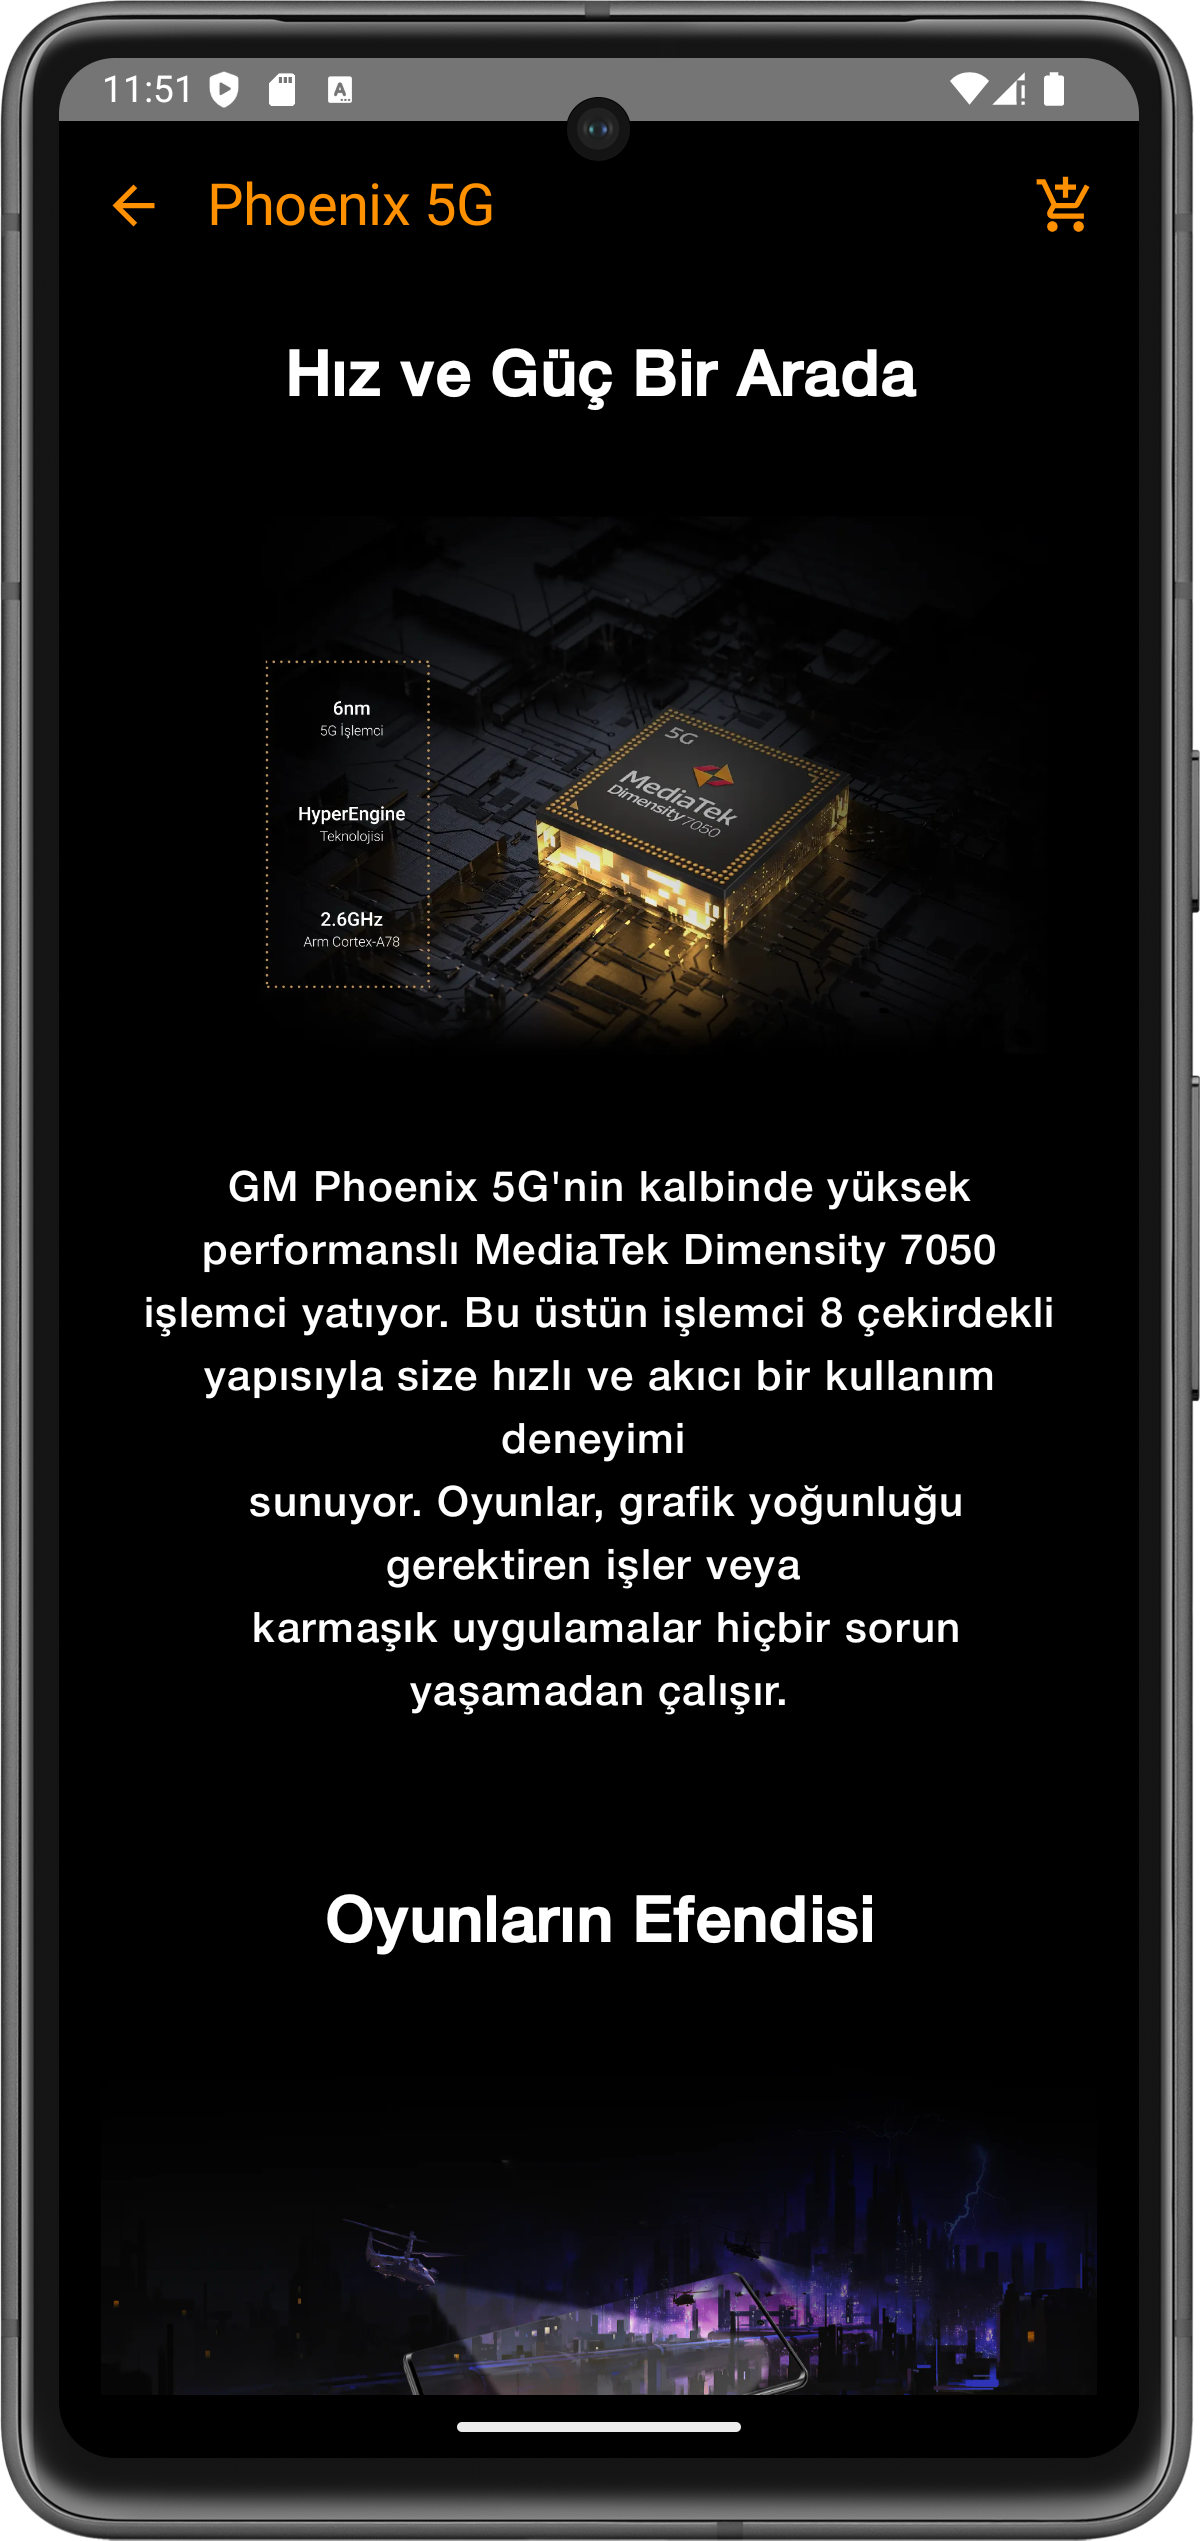 11:51
Phoenix 5G
Hız ve Güç Bir Arada
6nm
5G İşlemci
HyperEngine
Teknolojisi
2.6GHz
Arm Cortex-A78
5G
MediaTek
Dimensity 7050
GM Phoenix 5G'nin kalbinde yüksek
performanslı MediaTek Dimensity 7050
işlemci yatıyor. Bu üstün işlemci 8 çekirdekli
yapısıyla size hızlı ve akıcı bir kullanım
deneyimi
sunuyor. Oyunlar, grafik yoğunluğu
gerektiren işler veya
karmaşık uygulamalar hiçbir sorun
yaşamadan çalışır.
Oyunların Efendisi